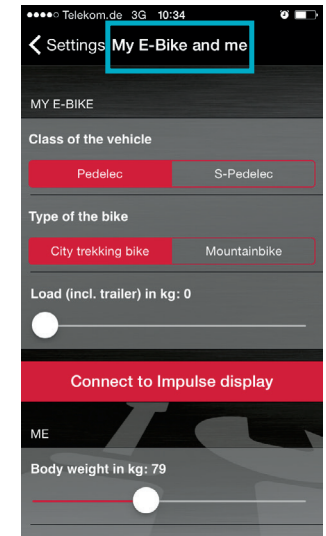 Telekom.de 3G 10:34
Settings My E-Bike and me
MY E-BIKE
Class of the vehicle
Pedelec S-Pedelec
Type of the bike
City trekking bike Mountainbike
Load (incl. trailer) in kg: 0
Connect to Impulse display
ME
Body weight in kg: 79